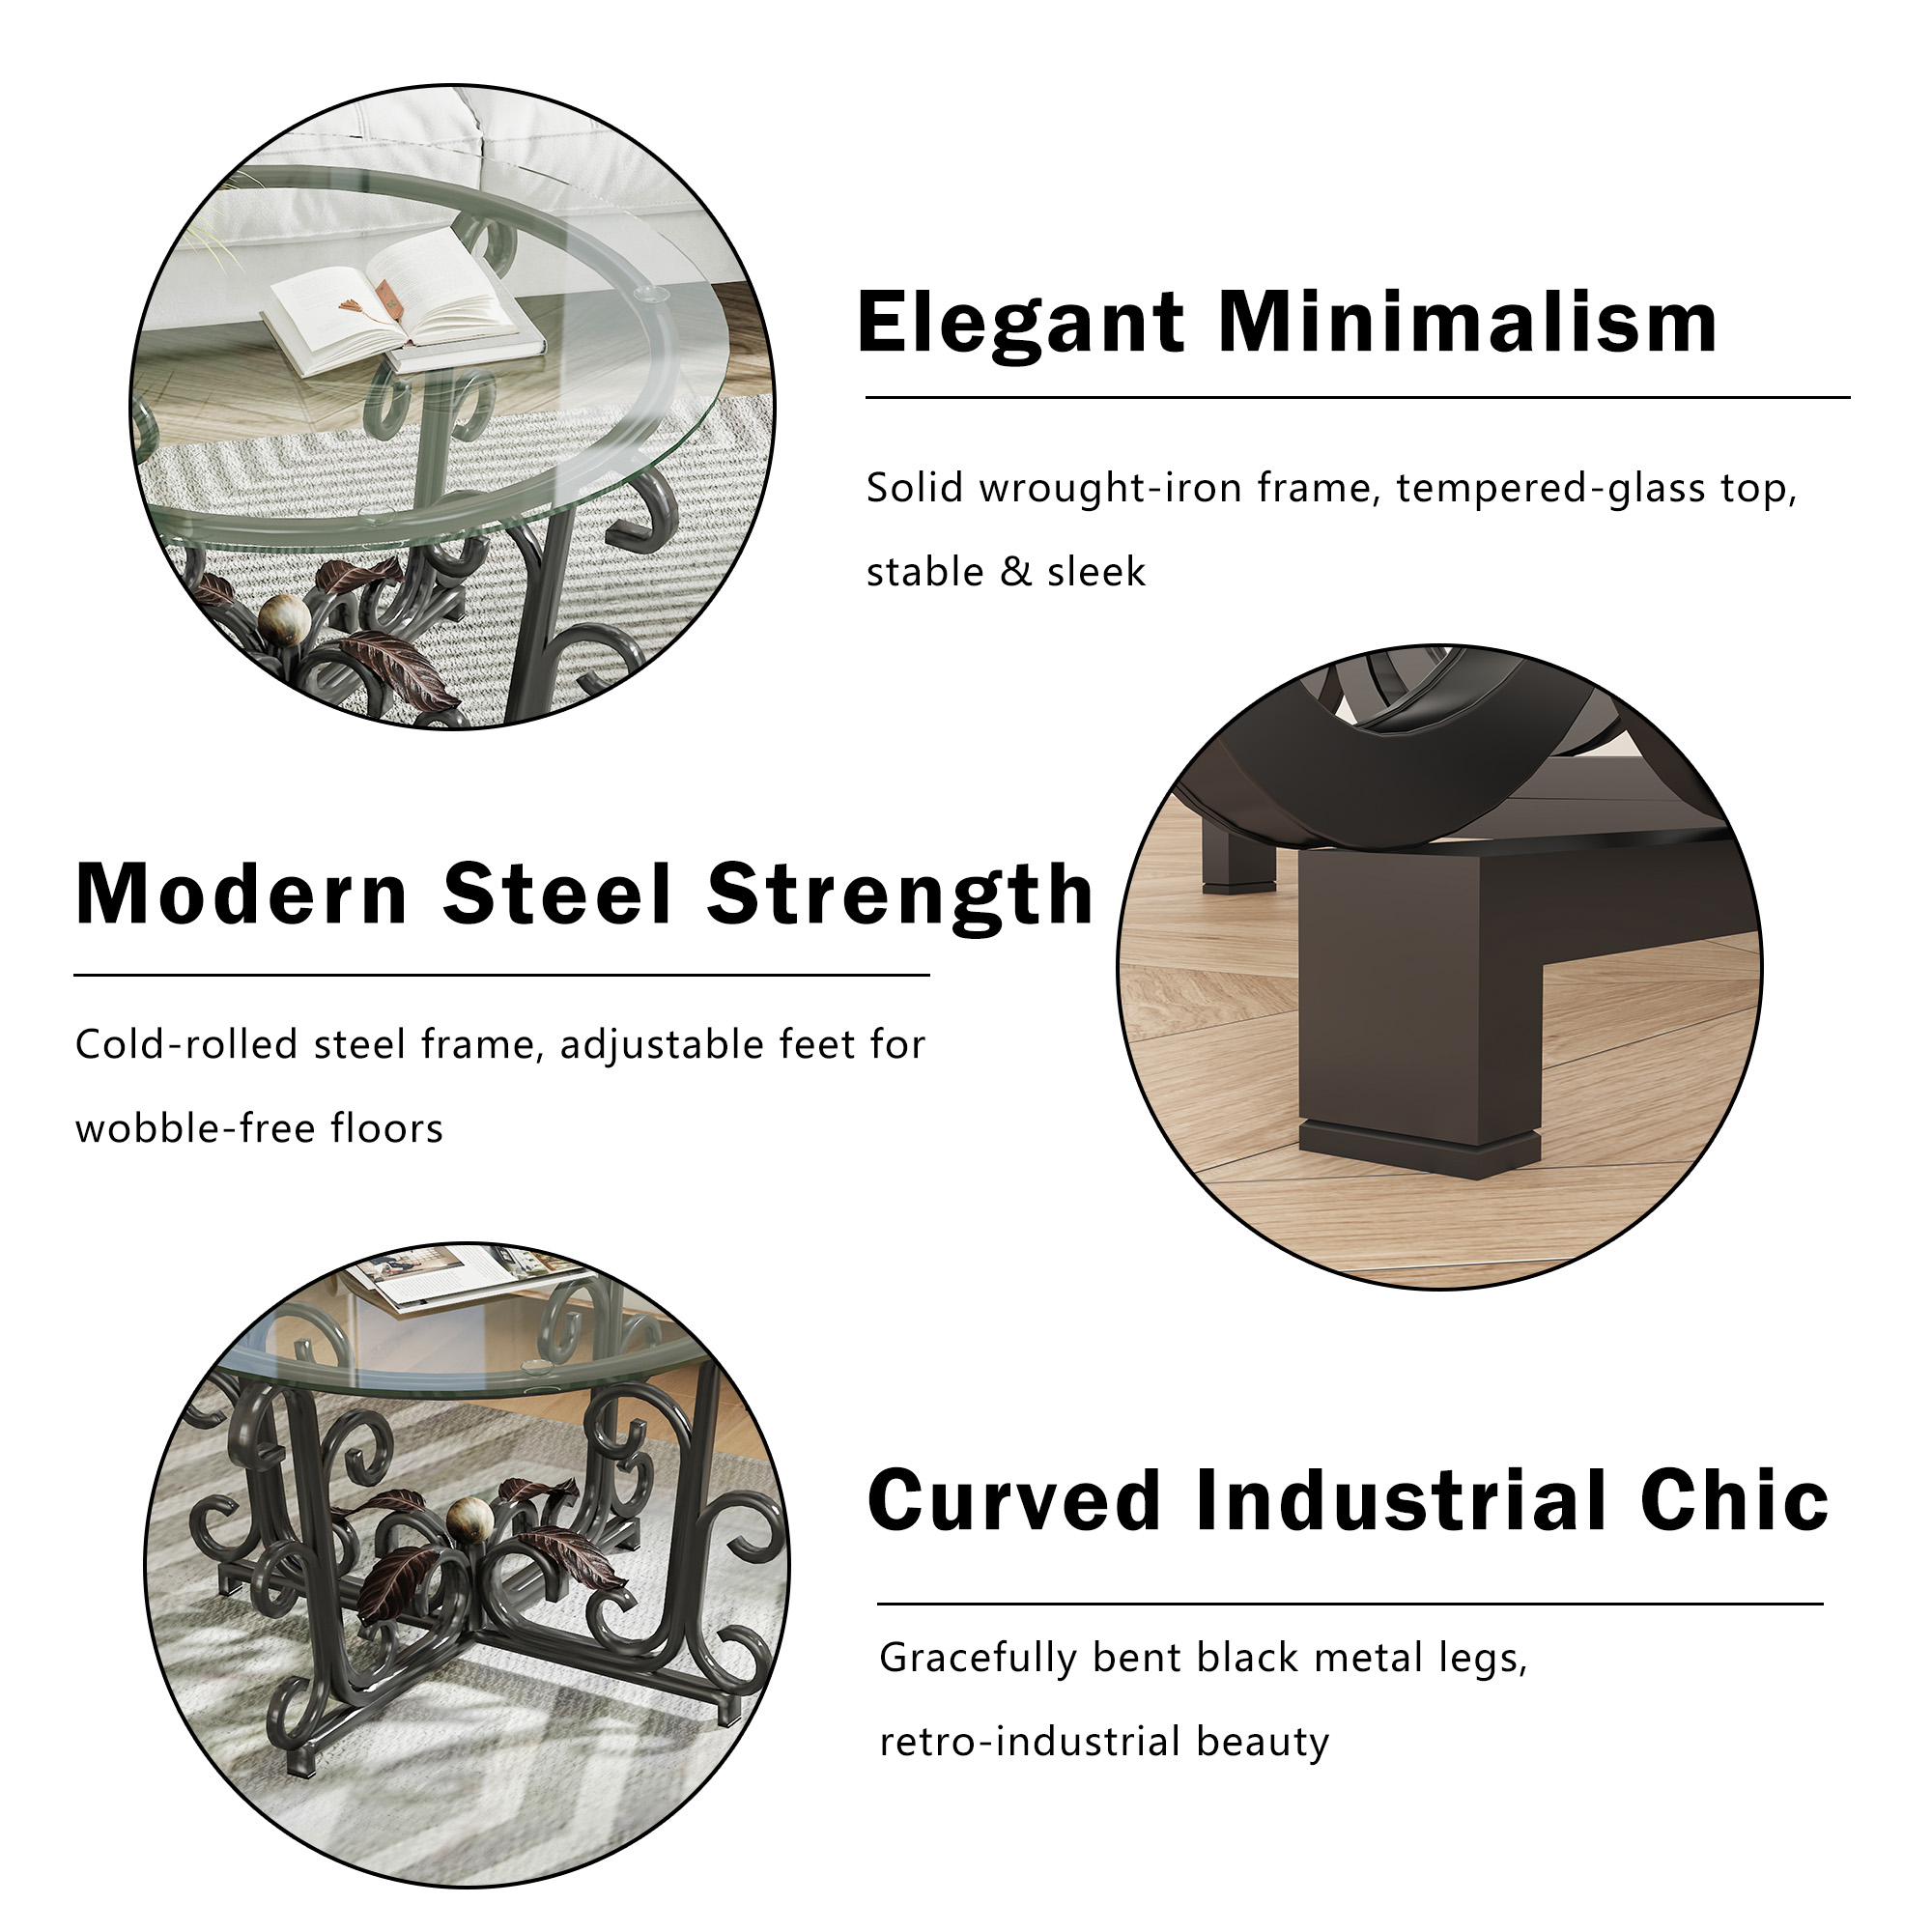 Elegant Minimalism
Solid wrought-iron frame, tempered-glass top,
stable & sleek
Modern Steel Strength
Cold-rolled steel frame, adjustable feet for
wobble-free floors
Curved Industrial Chic
Gracefully bent black metal legs,
retro-industrial beauty